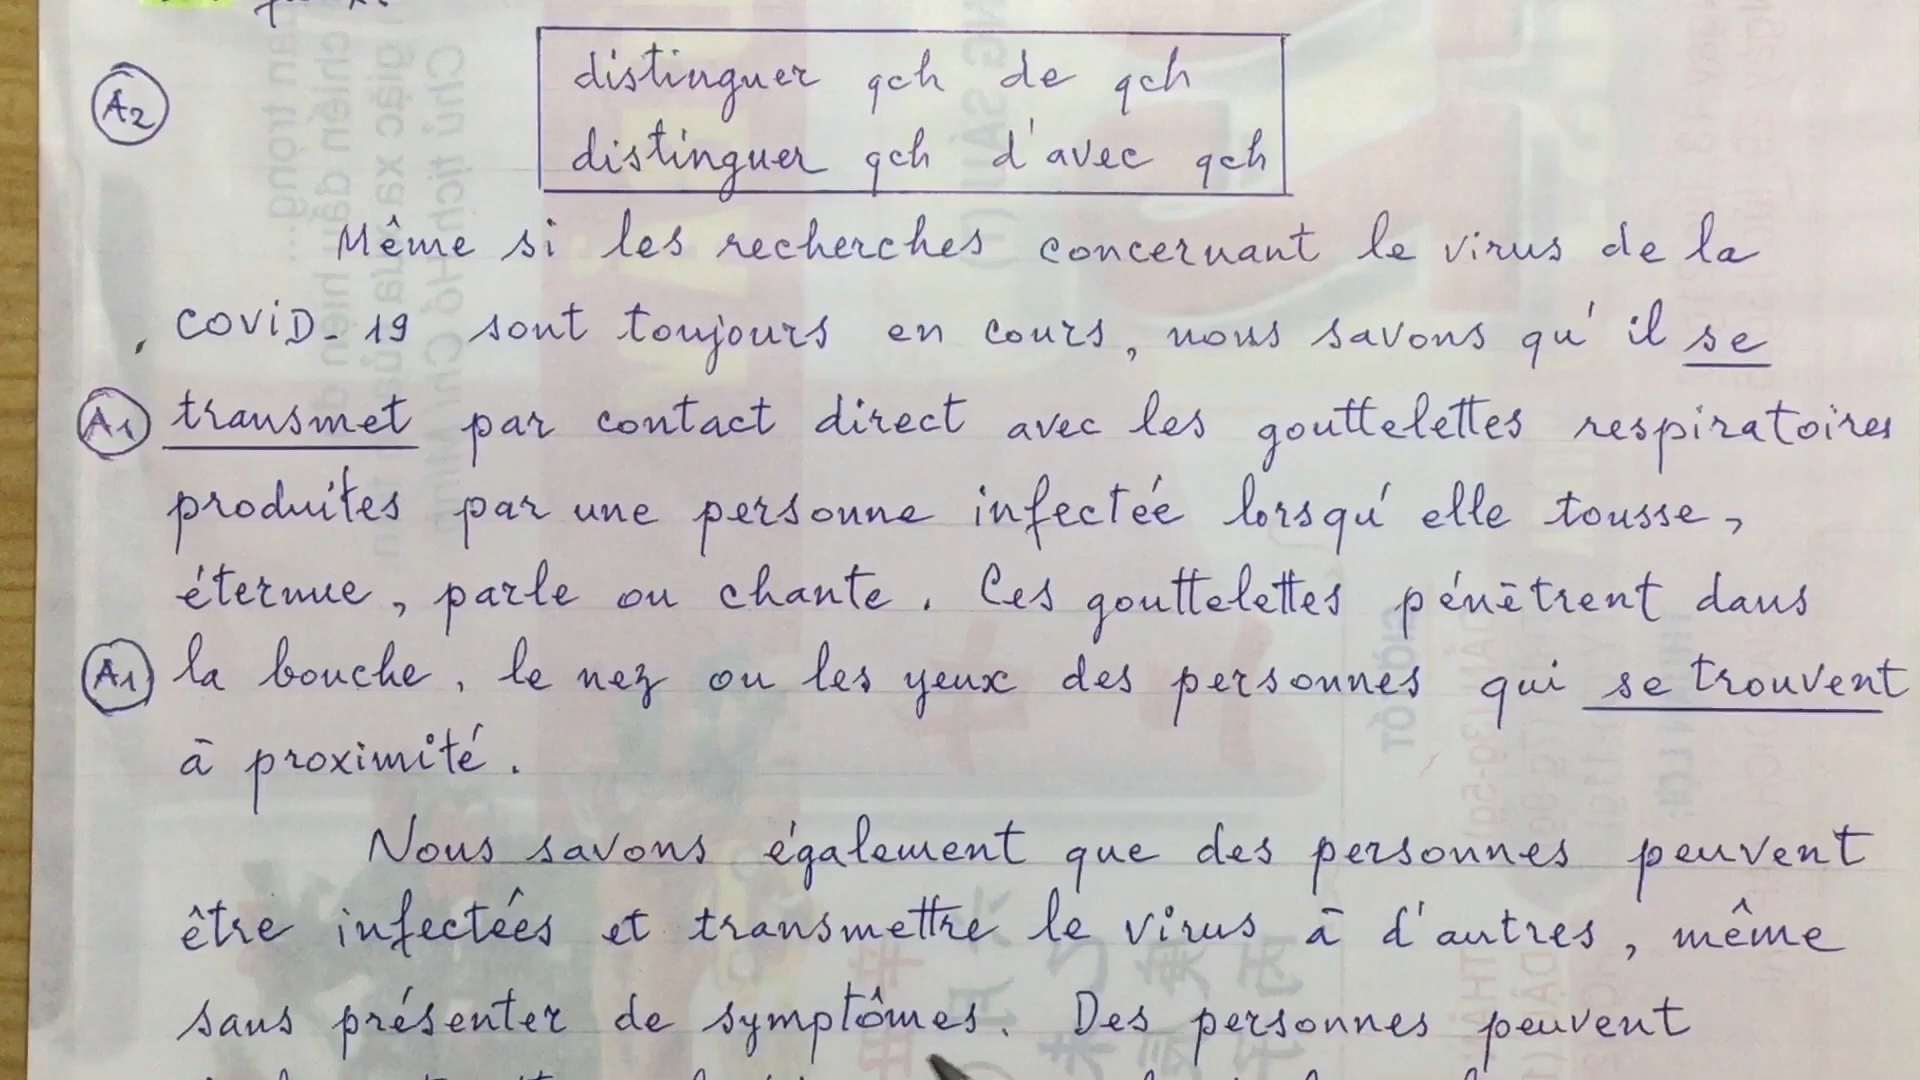 A2
distinguer qch de qch
distinguer qch d'avec qch
Même si les recherches concernant le virus de la
COVID-19 sont toujours en cours, nous savons qu'il se
A1 transmet par contact direct avec les gouttelettes respiratoires
produites par une personne infectée lorsqu'elle tousse,
éternue, parle ou chante. Ces gouttelettes pénètrent dans
A1 la bouche, le nez ou les yeux des personnes qui se trouvent
à proximité.
Nous savons également que des personnes peuvent
être infectées et transmettre le virus à d'autres, même
sans présenter de symptômes. Des personnes peuvent